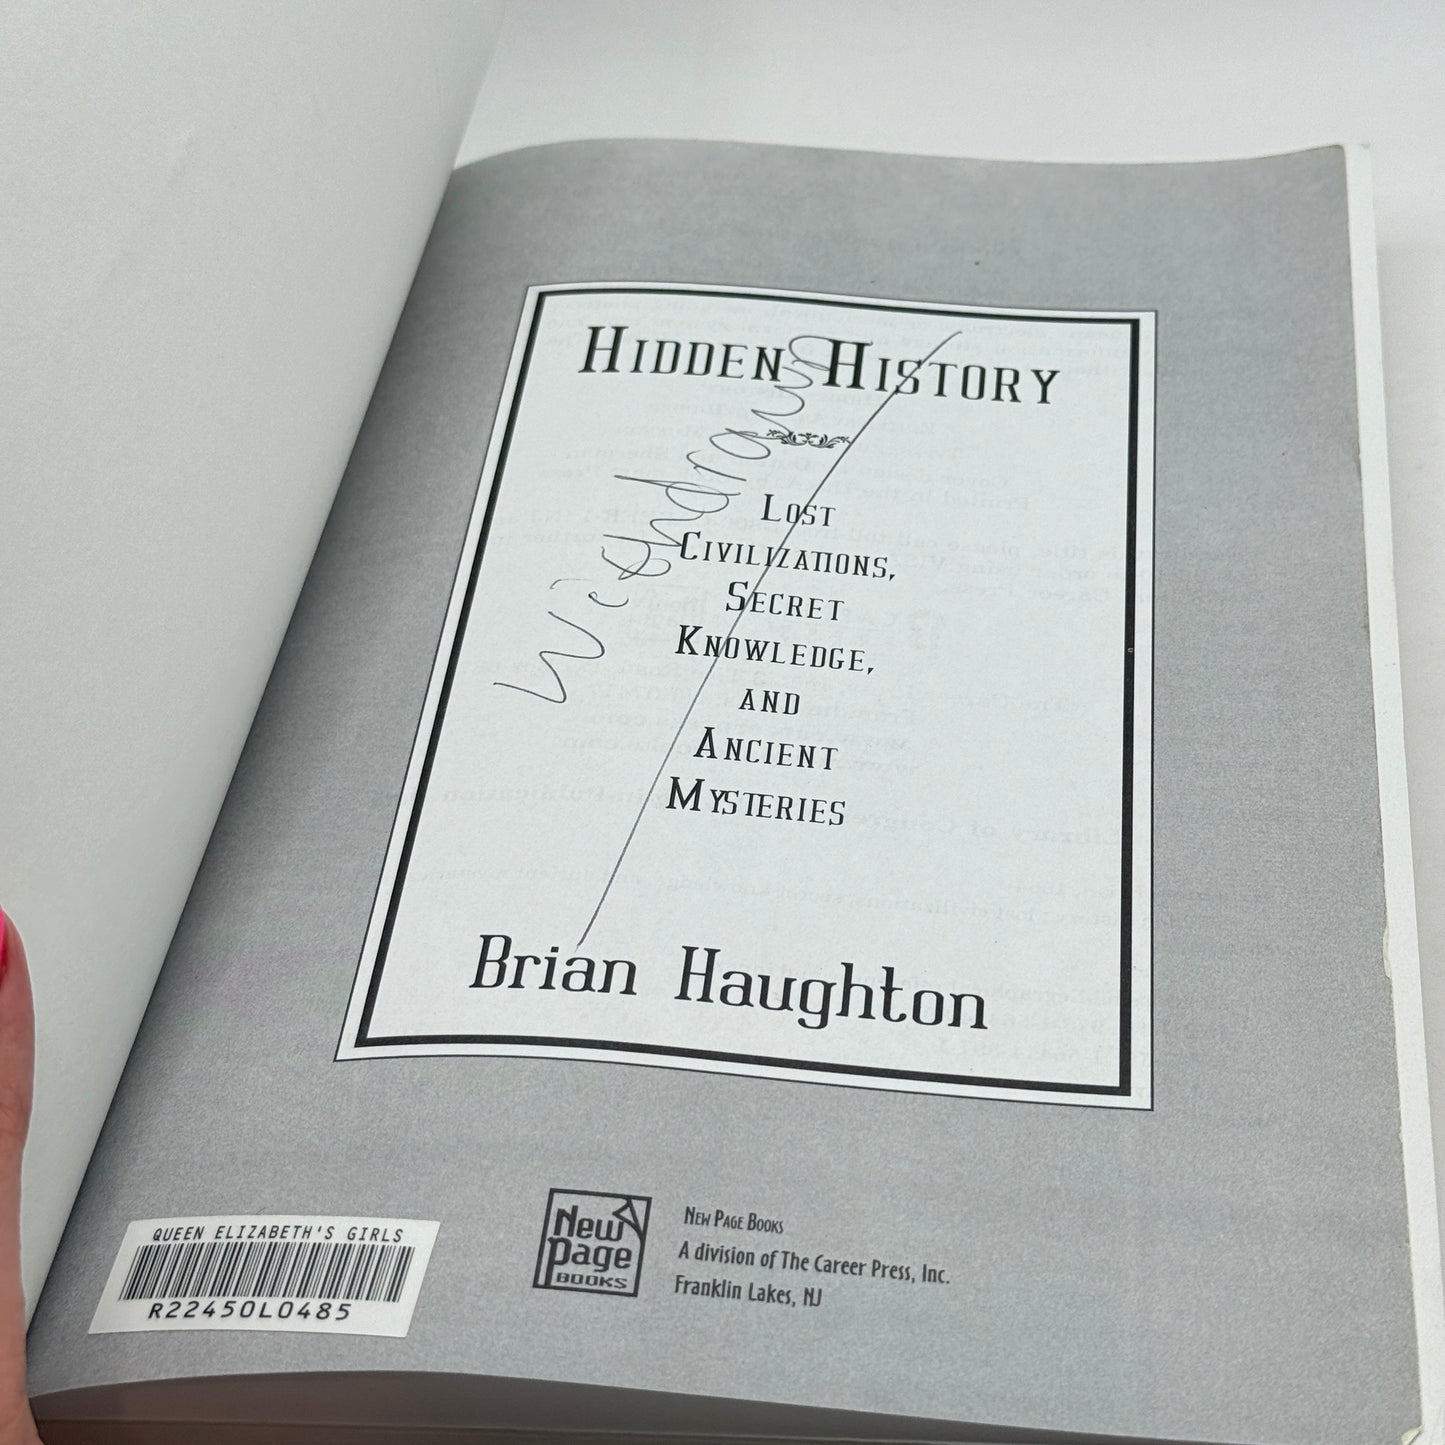 HIDDEN HISTORY
Withdrawn
LOST
CIVILIZATIONS,
SECRET
KNOWLEDGE,
AND
ANCIENT
MYSTERIES
Brian Haughton
New
Page
BOOKS
NEW PAGE BOOKS
A division of The Career Press, Inc.
Franklin Lakes, NJ
QUEEN ELIZABETH'S GIRLS
R22450L0485